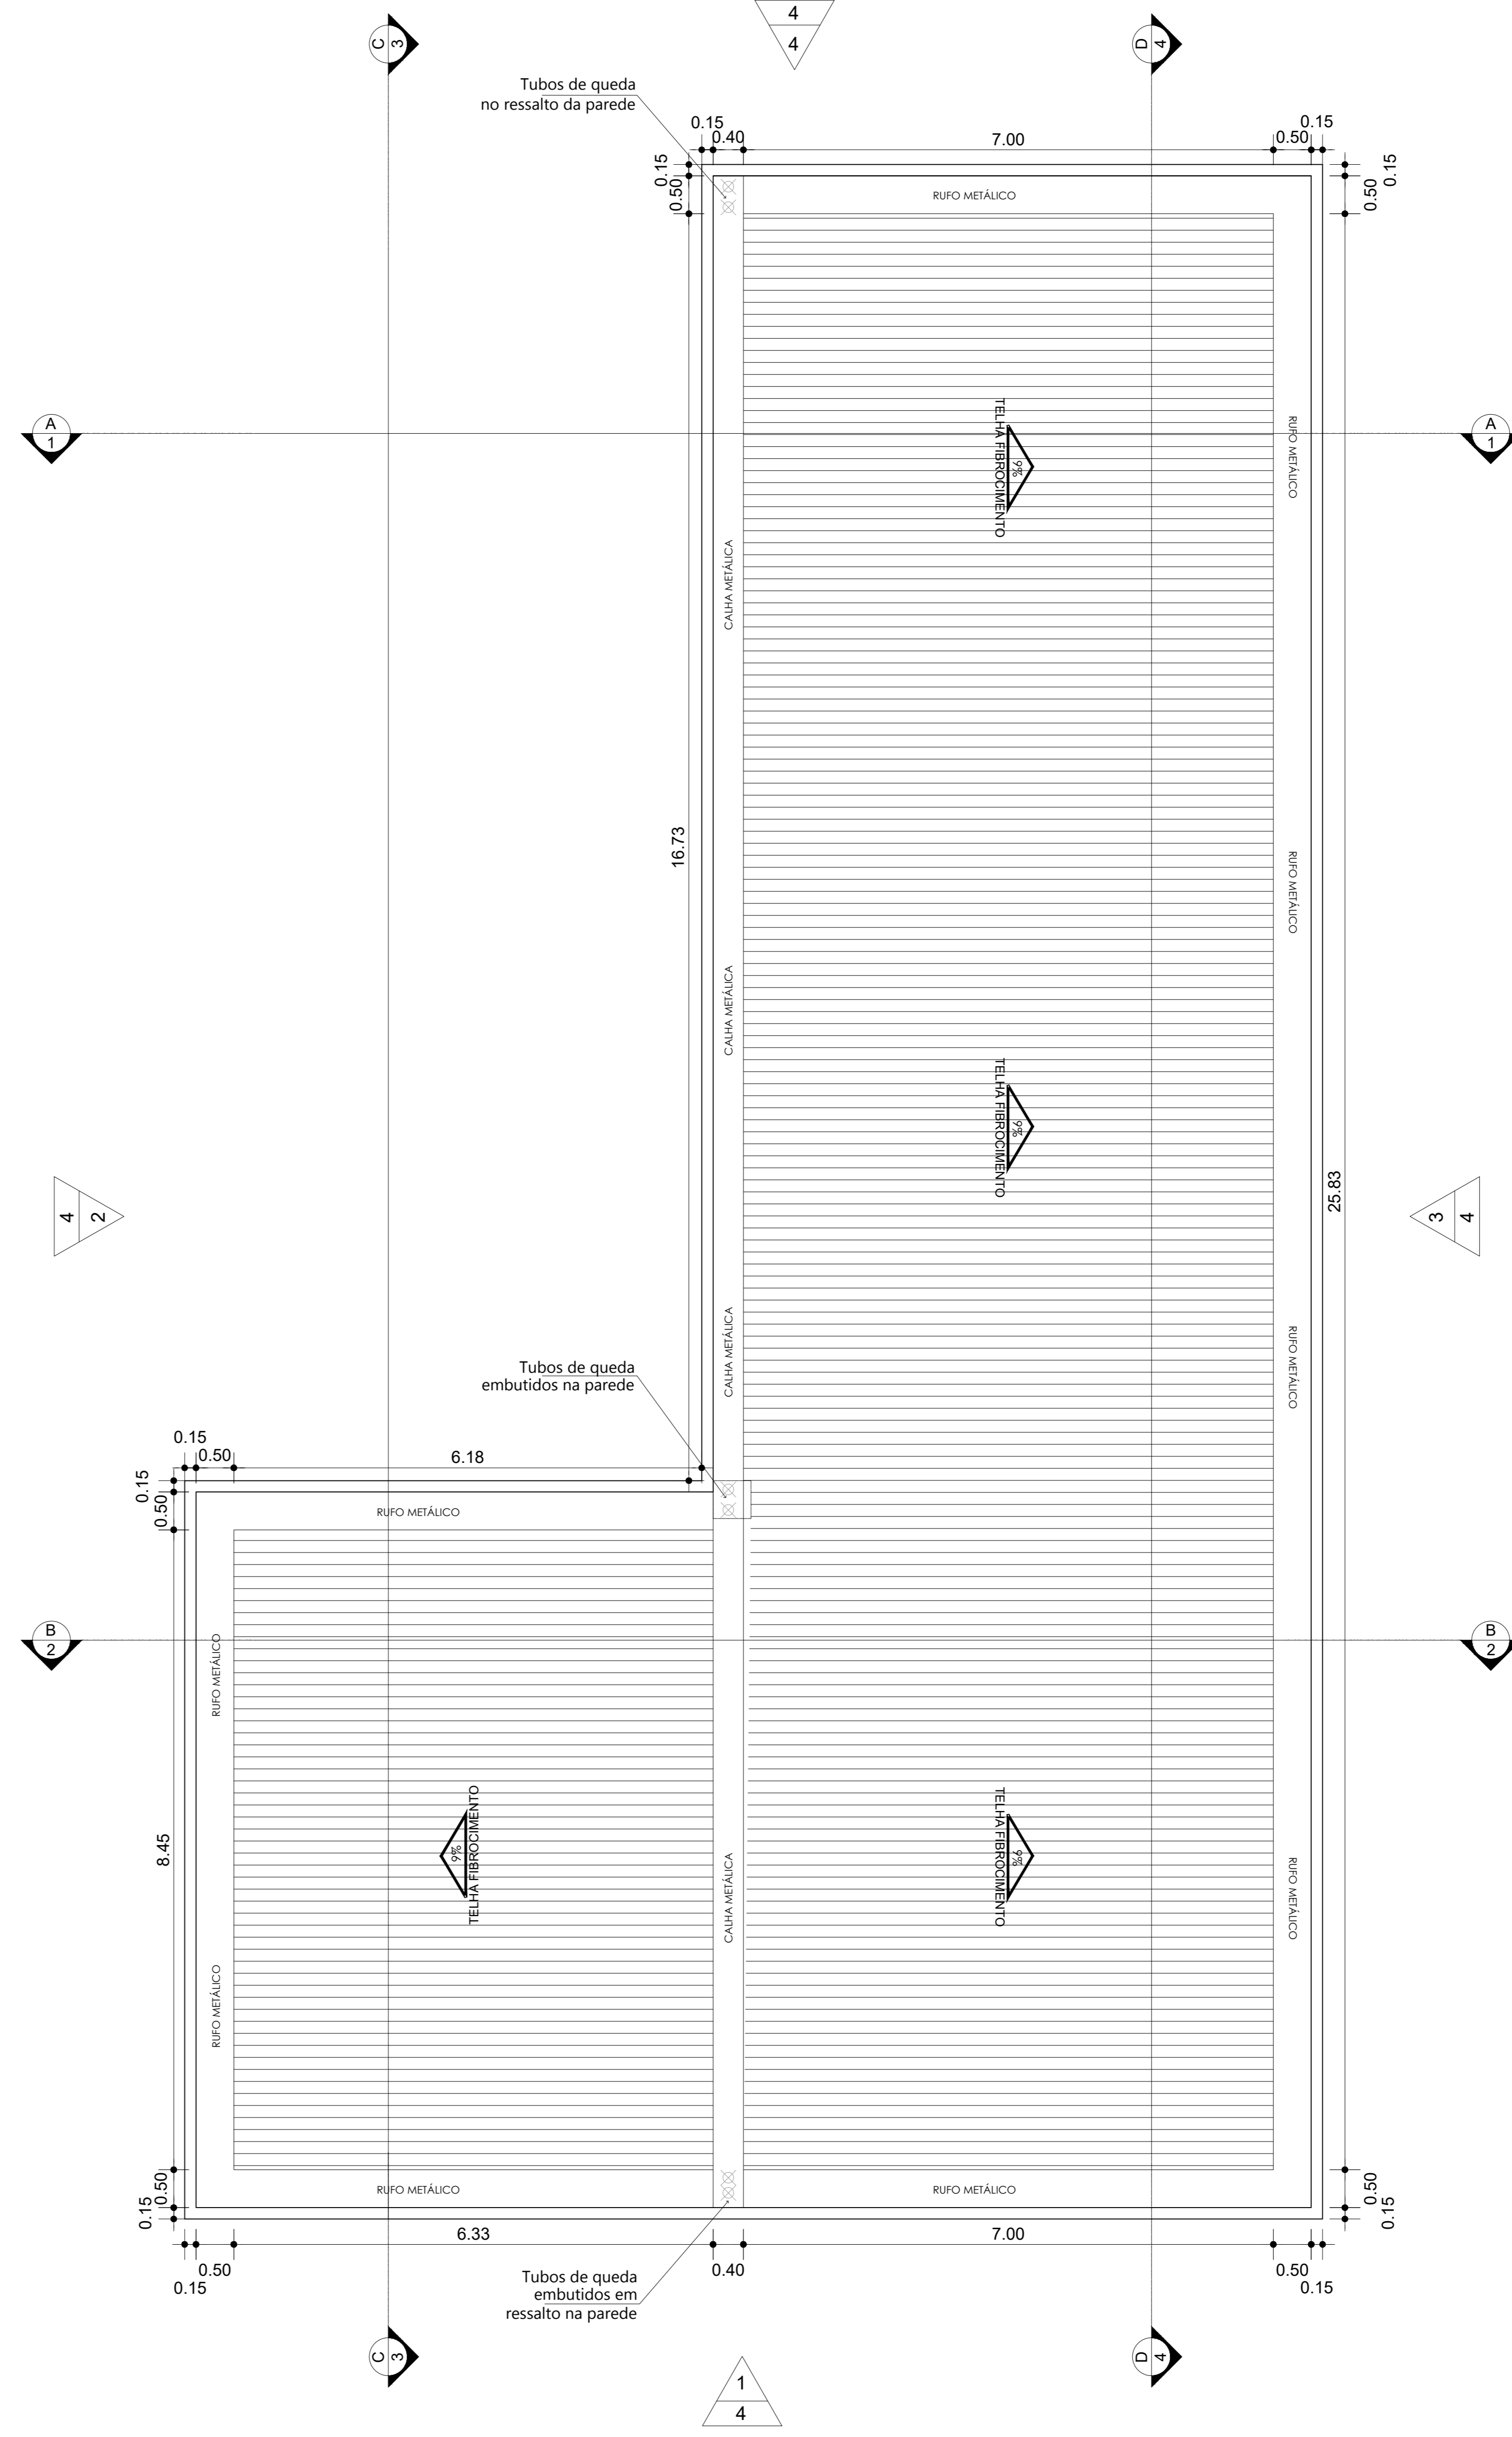 4
4
C
3
D
4
Tubos de queda
no ressalto da parede
0.15
0.40
7.00
0.50
0.15
0.15
0.50
0.15
0.50
RUFO METÁLICO
A
1
A
1
TELHA FIBROCIMENTO
9%
RUFO METÁLICO
CALHA METÁLICA
16.73
RUFO METÁLICO
CALHA METÁLICA
TELHA FIBROCIMENTO
9%
25.83
4
2
3
4
CALHA METÁLICA
RUFO METÁLICO
Tubos de queda
embutidos na parede
0.15
0.50
6.18
0.15
0.50
RUFO METÁLICO
B
2
B
2
RUFO METÁLICO
8.45
TELHA FIBROCIMENTO
9%
CALHA METÁLICA
TELHA FIBROCIMENTO
9%
RUFO METÁLICO
RUFO METÁLICO
RUFO METÁLICO
RUFO METÁLICO
0.50
0.15
0.50
0.15
6.33
7.00
0.50
0.15
0.40
0.50
0.15
Tubos de queda
embutidos em
ressalto na parede
C
3
D
4
1
4